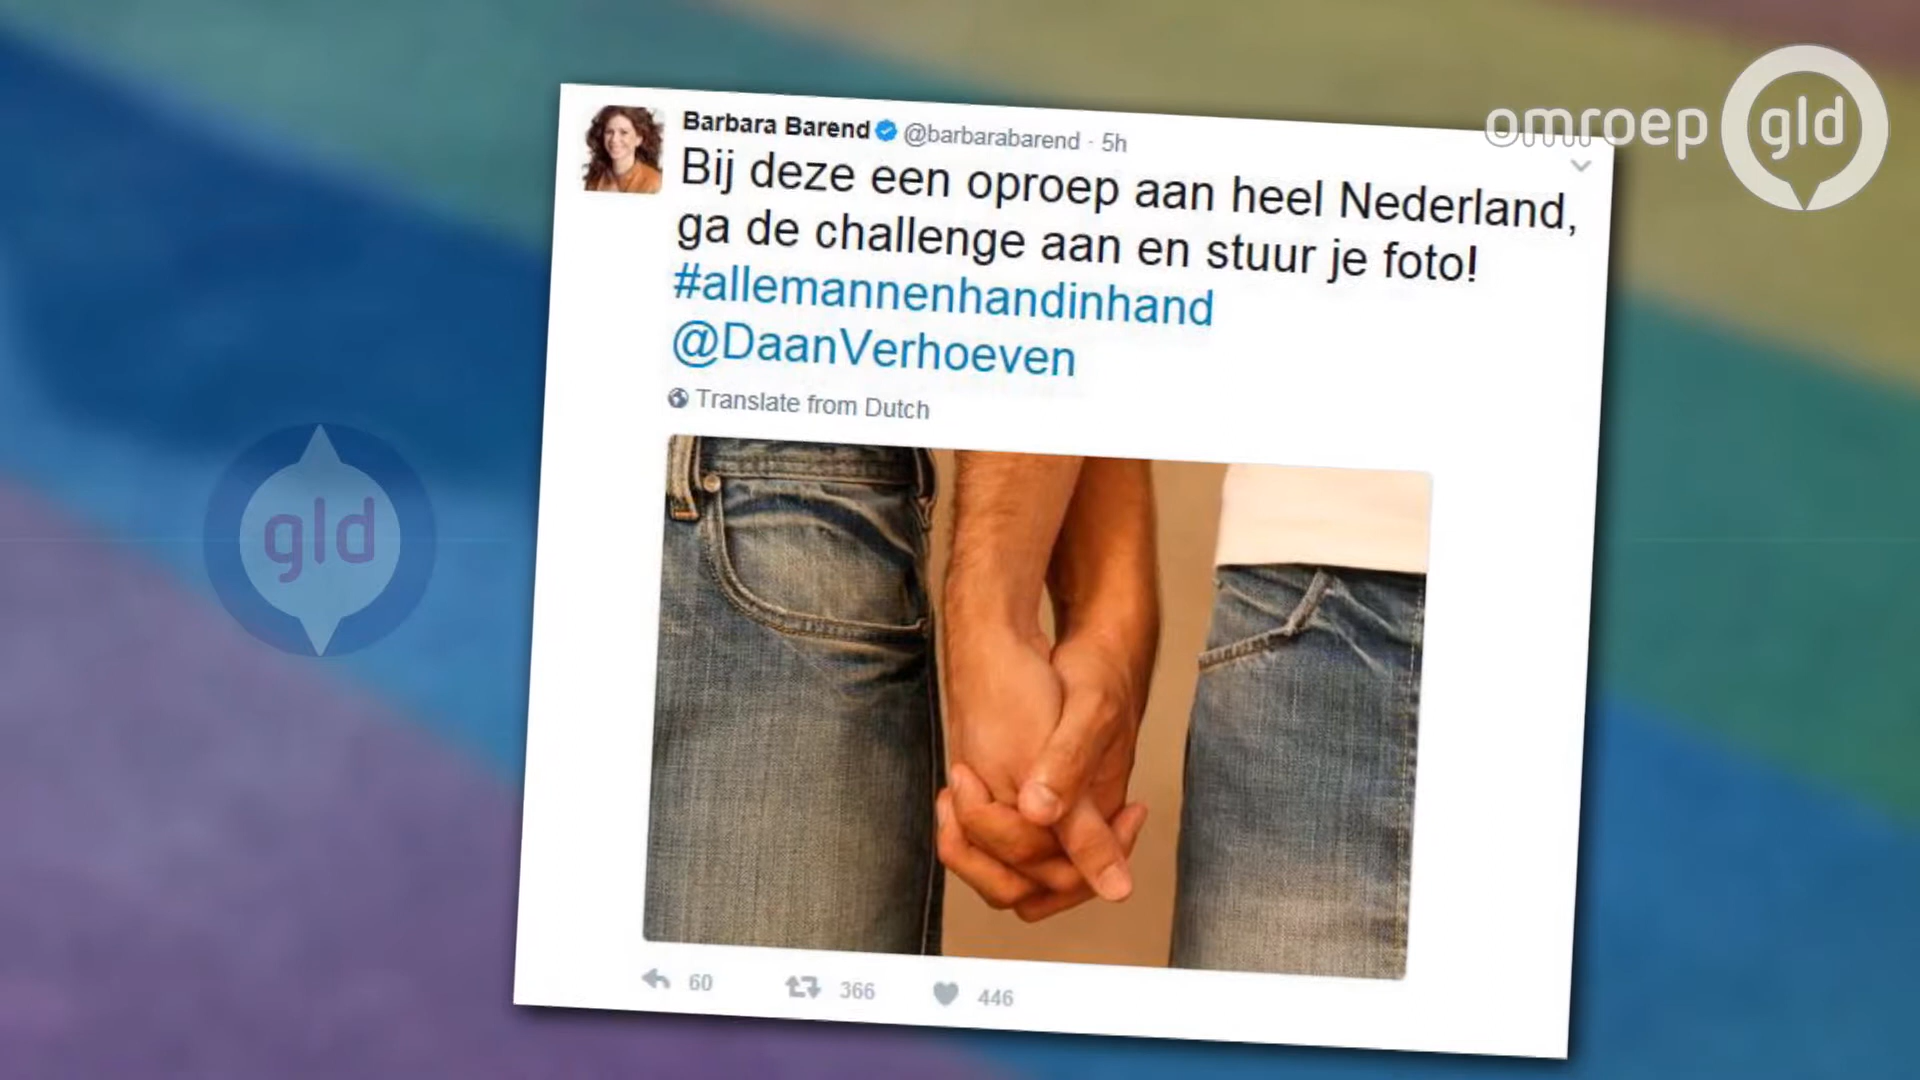 omroep gld
Barbara Barend @barbarabarend · 5h
Bij deze een oproep aan heel Nederland,
ga de challenge aan en stuur je foto!
#allemannenhandinhand
@DaanVerhoeven
Translate from Dutch
gld
60 366 446